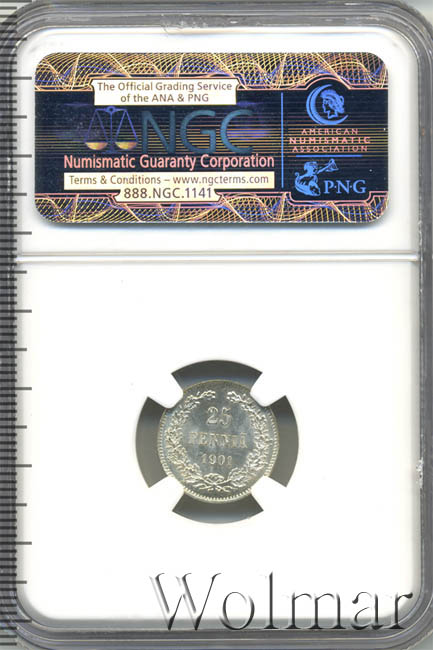 The Official Grading Service
of the ANA & PNG
NGC
Numismatic Guaranty Corporation
Terms & Conditions – www.ngcterms.com
888.NGC.1141
AMERICAN
NUMISMATIC
ASSOCIATION
P·N·G
25
PENNIÄ
1901
Wolmar